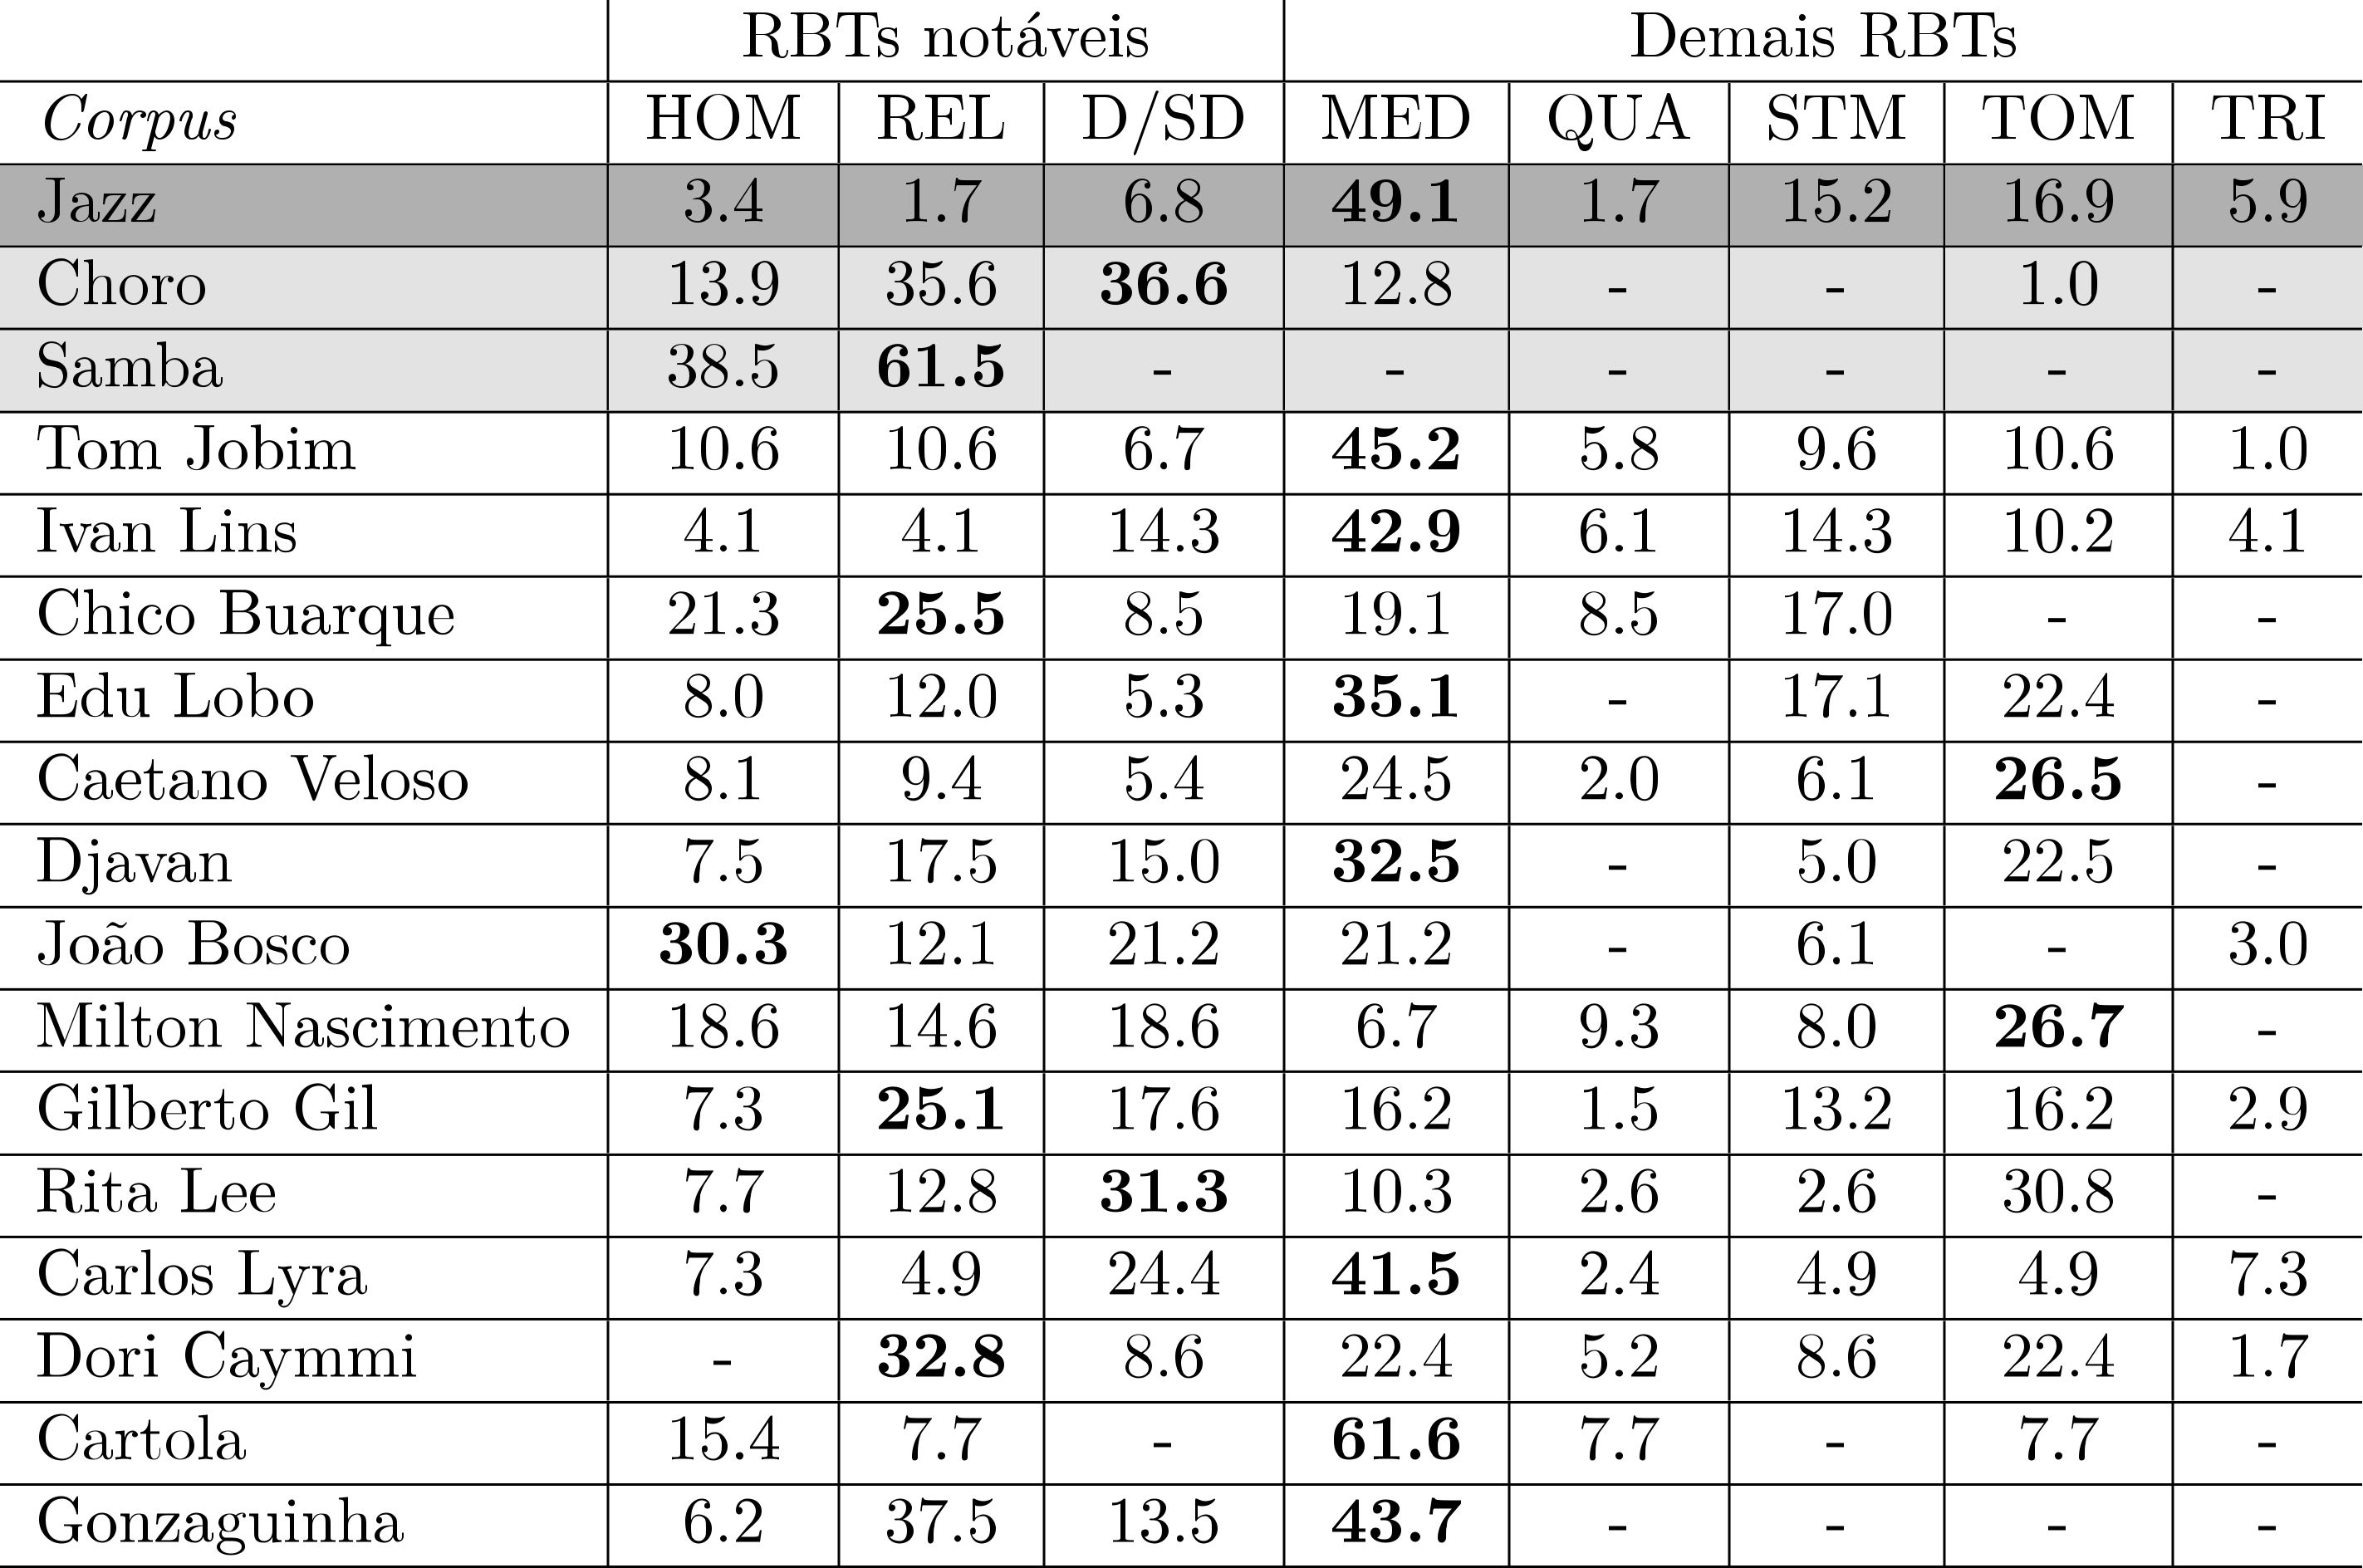 RBTs notáveis Demais RBTs
Corpus HOM REL D/SD MED QUA STM TOM TRI
Jazz 3.4 1.7 6.8 49.1 1.7 15.2 16.9 5.9
Choro 13.9 35.6 36.6 12.8 - - 1.0 -
Samba 38.5 61.5 - - - - - -
Tom Jobim 10.6 10.6 6.7 45.2 5.8 9.6 10.6 1.0
Ivan Lins 4.1 4.1 14.3 42.9 6.1 14.3 10.2 4.1
Chico Buarque 21.3 25.5 8.5 19.1 8.5 17.0 - -
Edu Lobo 8.0 12.0 5.3 35.1 - 17.1 22.4 -
Caetano Veloso 8.1 9.4 5.4 24.5 2.0 6.1 26.5 -
Djavan 7.5 17.5 15.0 32.5 - 5.0 22.5 -
João Bosco 30.3 12.1 21.2 21.2 - 6.1 - 3.0
Milton Nascimento 18.6 14.6 18.6 6.7 9.3 8.0 26.7 -
Gilberto Gil 7.3 25.1 17.6 16.2 1.5 13.2 16.2 2.9
Rita Lee 7.7 12.8 31.3 10.3 2.6 2.6 30.8 -
Carlos Lyra 7.3 4.9 24.4 41.5 2.4 4.9 4.9 7.3
Dori Caymmi - 32.8 8.6 22.4 5.2 8.6 22.4 1.7
Cartola 15.4 7.7 - 61.6 7.7 - 7.7 -
Gonzaguinha 6.2 37.5 13.5 43.7 - - - -